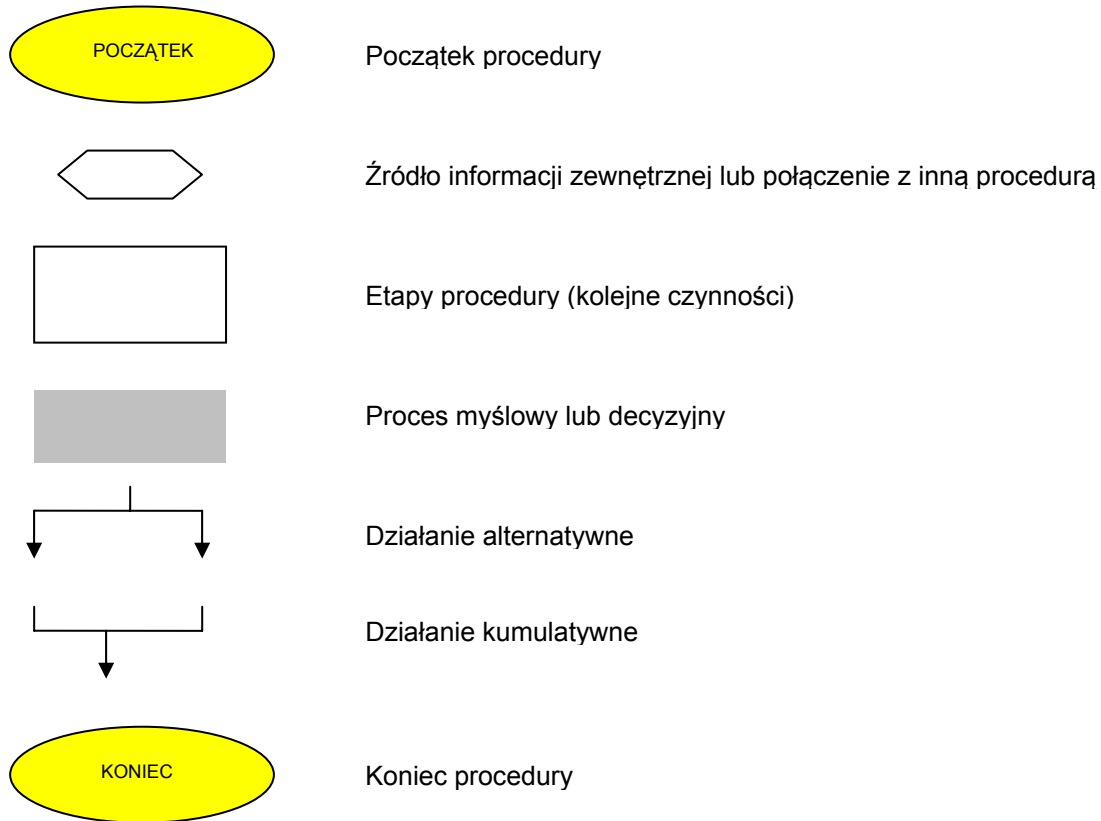 POCZĄTEK Początek procedury
Źródło informacji zewnętrznej lub połączenie z inną procedurą
Etapy procedury (kolejne czynności)
Proces myślowy lub decyzyjny
Działanie alternatywne
Działanie kumulatywne
KONIEC Koniec procedury